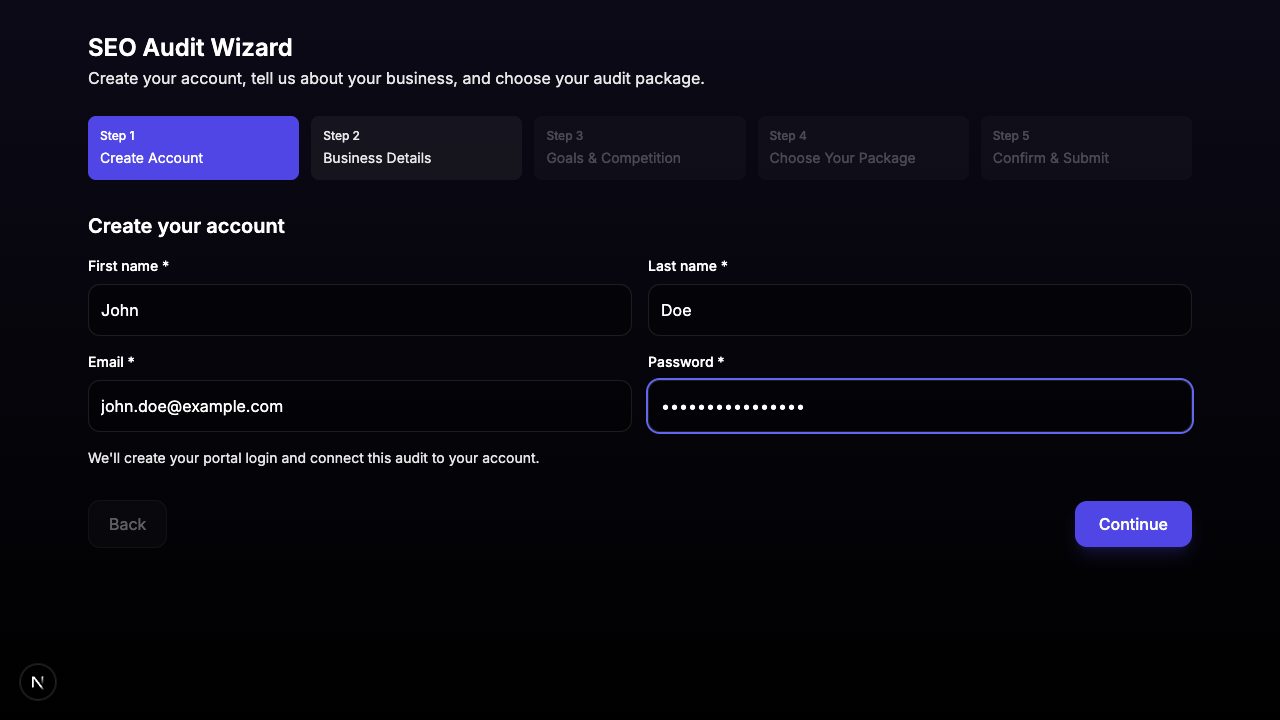 SEO Audit Wizard
Create your account, tell us about your business, and choose your audit package.
Step 1
Create Account
Step 2
Business Details
Step 3
Goals & Competition
Step 4
Choose Your Package
Step 5
Confirm & Submit
Create your account
First name *
Last name *
John
Doe
Email *
Password *
john.doe@example.com
••••••••••••••••
We'll create your portal login and connect this audit to your account.
Back
Continue
N